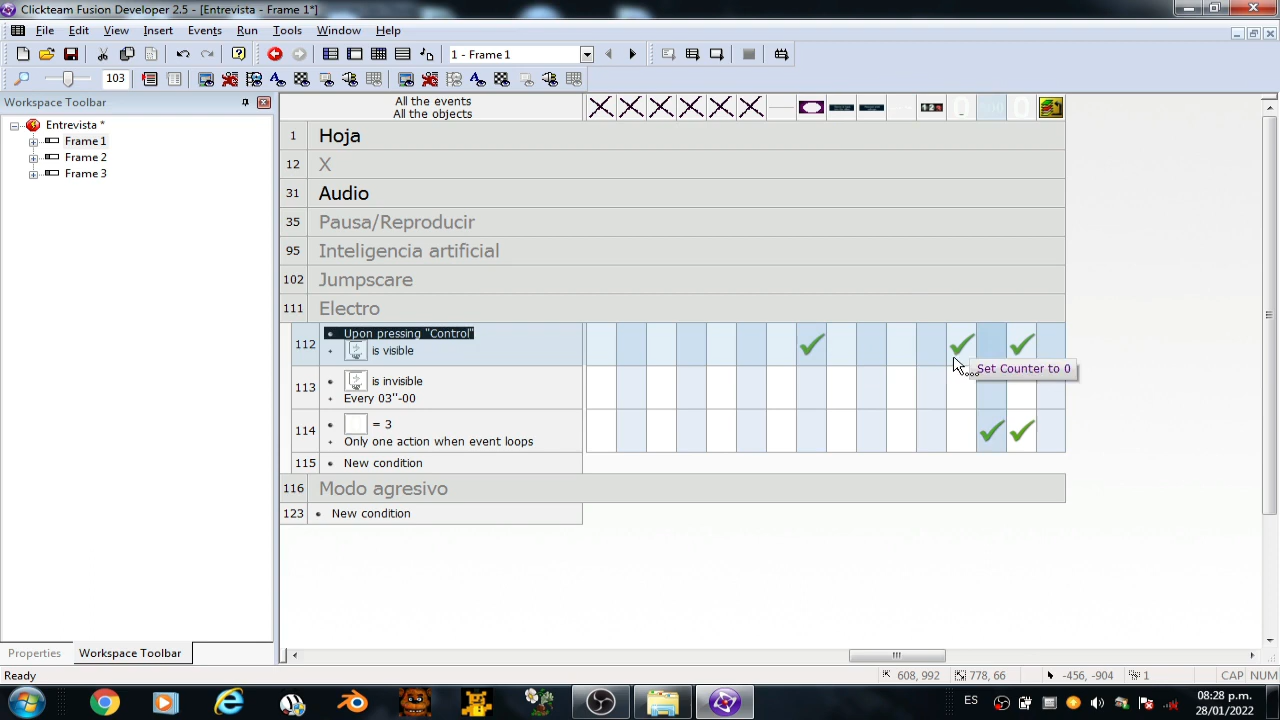 Clickteam Fusion Developer 2.5 - [Entrevista - Frame 1*]
File Edit View Insert Events Run Tools Window Help
1 - Frame 1
103
Workspace Toolbar
Entrevista *
Frame 1
Frame 2
Frame 3
All the events
All the objects
1 Hoja
12 X
31 Audio
35 Pausa/Reproducir
95 Inteligencia artificial
102 Jumpscare
111 Electro
112 Upon pressing "Control"
is visible
Set Counter to 0
113 is invisible
Every 03"-00
114 = 3
Only one action when event loops
115 New condition
116 Modo agresivo
123 New condition
Properties Workspace Toolbar
Ready 608, 992 778, 66 -456, -904 1 CAP NUM
ES 08:28 p.m.
28/01/2022